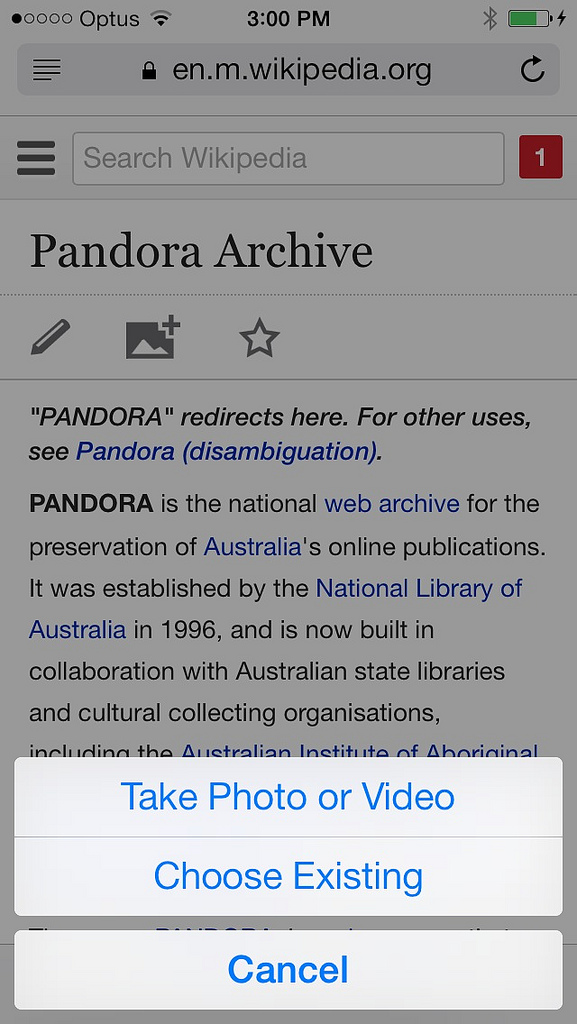 Optus 3:00 PM
en.m.wikipedia.org
Search Wikipedia 1
Pandora Archive
"PANDORA" redirects here. For other uses,
see Pandora (disambiguation).
PANDORA is the national web archive for the
preservation of Australia's online publications.
It was established by the National Library of
Australia in 1996, and is now built in
collaboration with Australian state libraries
and cultural collecting organisations,
including the Australian Institute of Aboriginal
Take Photo or Video
Choose Existing
Cancel